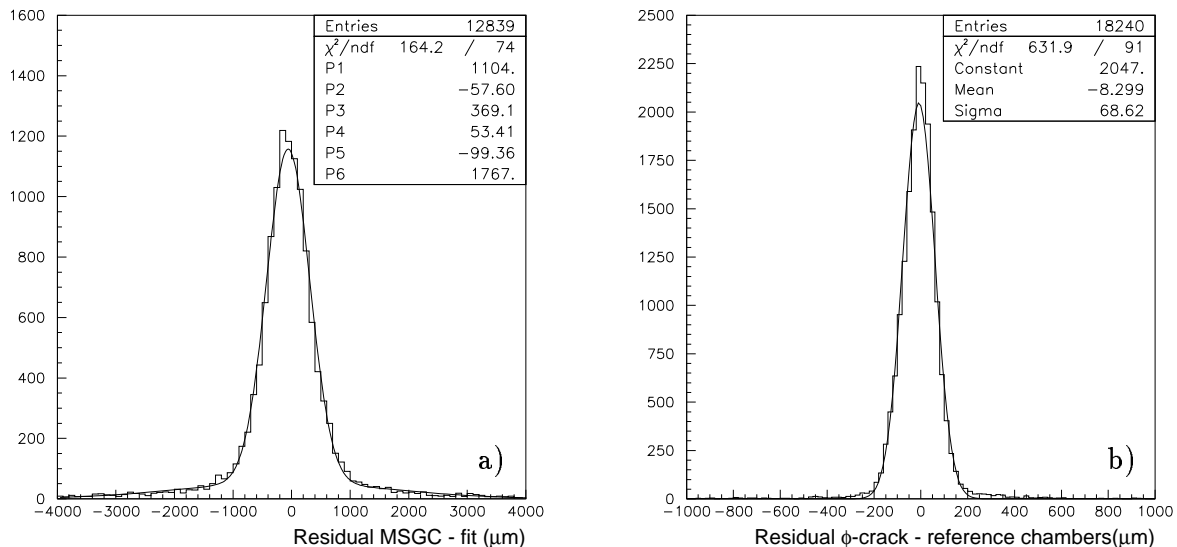 Entries 12839
χ²/ndf 164.2 / 74
P1 1104.
P2 −57.60
P3 369.1
P4 53.41
P5 −99.36
P6 1767.
1600
1400
1200
1000
800
600
400
200
0
−4000 −3000 −2000 −1000 0 1000 2000 3000 4000
a)
Residual MSGC - fit (μm)
Entries 18240
χ²/ndf 631.9 / 91
Constant 2047.
Mean −8.299
Sigma 68.62
2500
2250
2000
1750
1500
1250
1000
750
500
250
0
−1000 −800 −600 −400 −200 0 200 400 600 800 1000
b)
Residual ϕ-crack - reference chambers(μm)